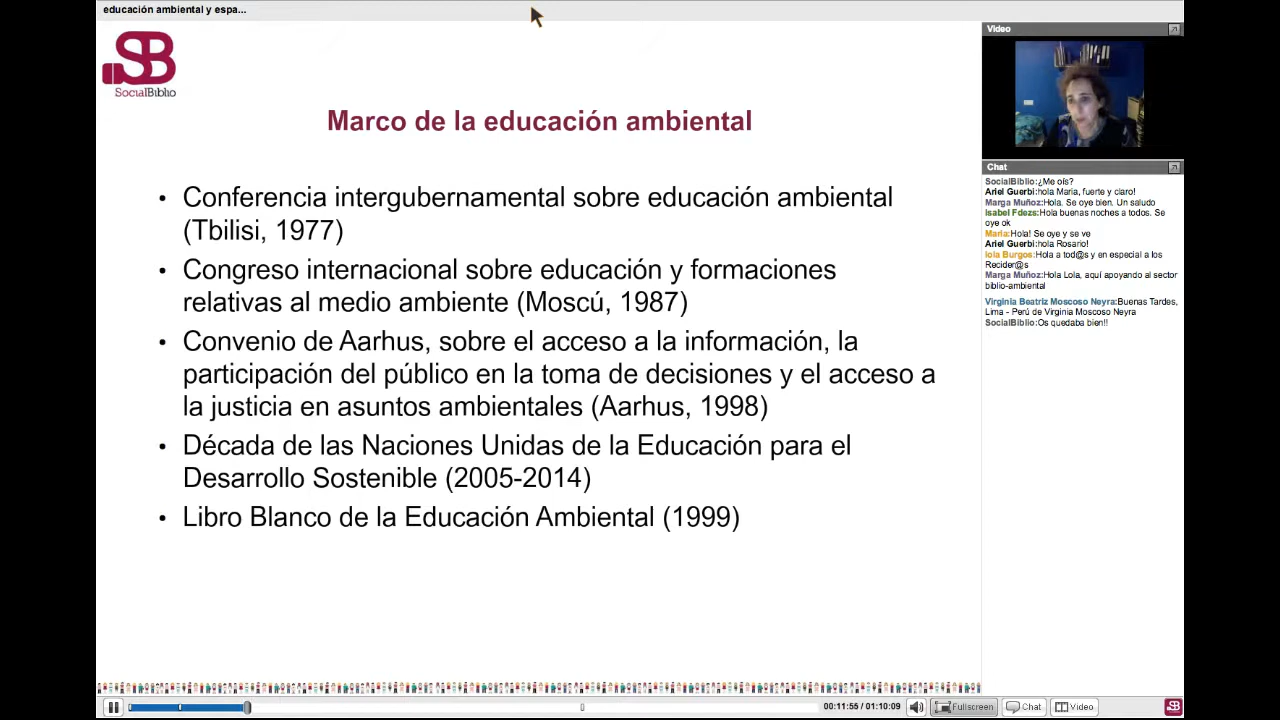 educación ambiental y espa...
SB
SocialBiblio
Marco de la educación ambiental
• Conferencia intergubernamental sobre educación ambiental
(Tbilisi, 1977)
• Congreso internacional sobre educación y formaciones
relativas al medio ambiente (Moscú, 1987)
• Convenio de Aarhus, sobre el acceso a la información, la
participación del público en la toma de decisiones y el acceso a
la justicia en asuntos ambientales (Aarhus, 1998)
• Década de las Naciones Unidas de la Educación para el
Desarrollo Sostenible (2005-2014)
• Libro Blanco de la Educación Ambiental (1999)
Video
Chat
SocialBiblio:¿Me oís?
Ariel Guerbi:hola Maria, fuerte y claro!
Marga Muñoz:Hola. Se oye bien. Un saludo
Isabel Fdezs:Hola buenas noches a todos. Se
oye ok
Maria:Hola! Se oye y se ve
Ariel Guerbi:hola Rosario!
lola Burgos:Hola a tod@s y en especial a los
Recider@s
Marga Muñoz:Hola Lola, aquí apoyando al sector
biblio-ambiental
Virginia Beatriz Moscoso Neyra:Buenas Tardes,
Lima - Perú de Virginia Moscoso Neyra
SocialBiblio:Os quedaba bien!!
00:11:55 / 01:10:09
Fullscreen
Chat
Video
SB